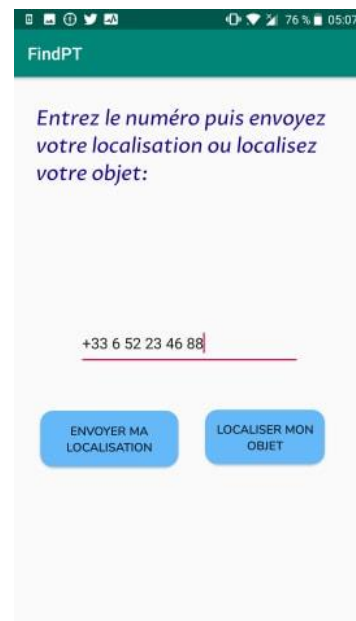 76 % 05:07
FindPT
Entrez le numéro puis envoyez
votre localisation ou localisez
votre objet:
+33 6 52 23 46 88
ENVOYER MA
LOCALISATION
LOCALISER MON
OBJET